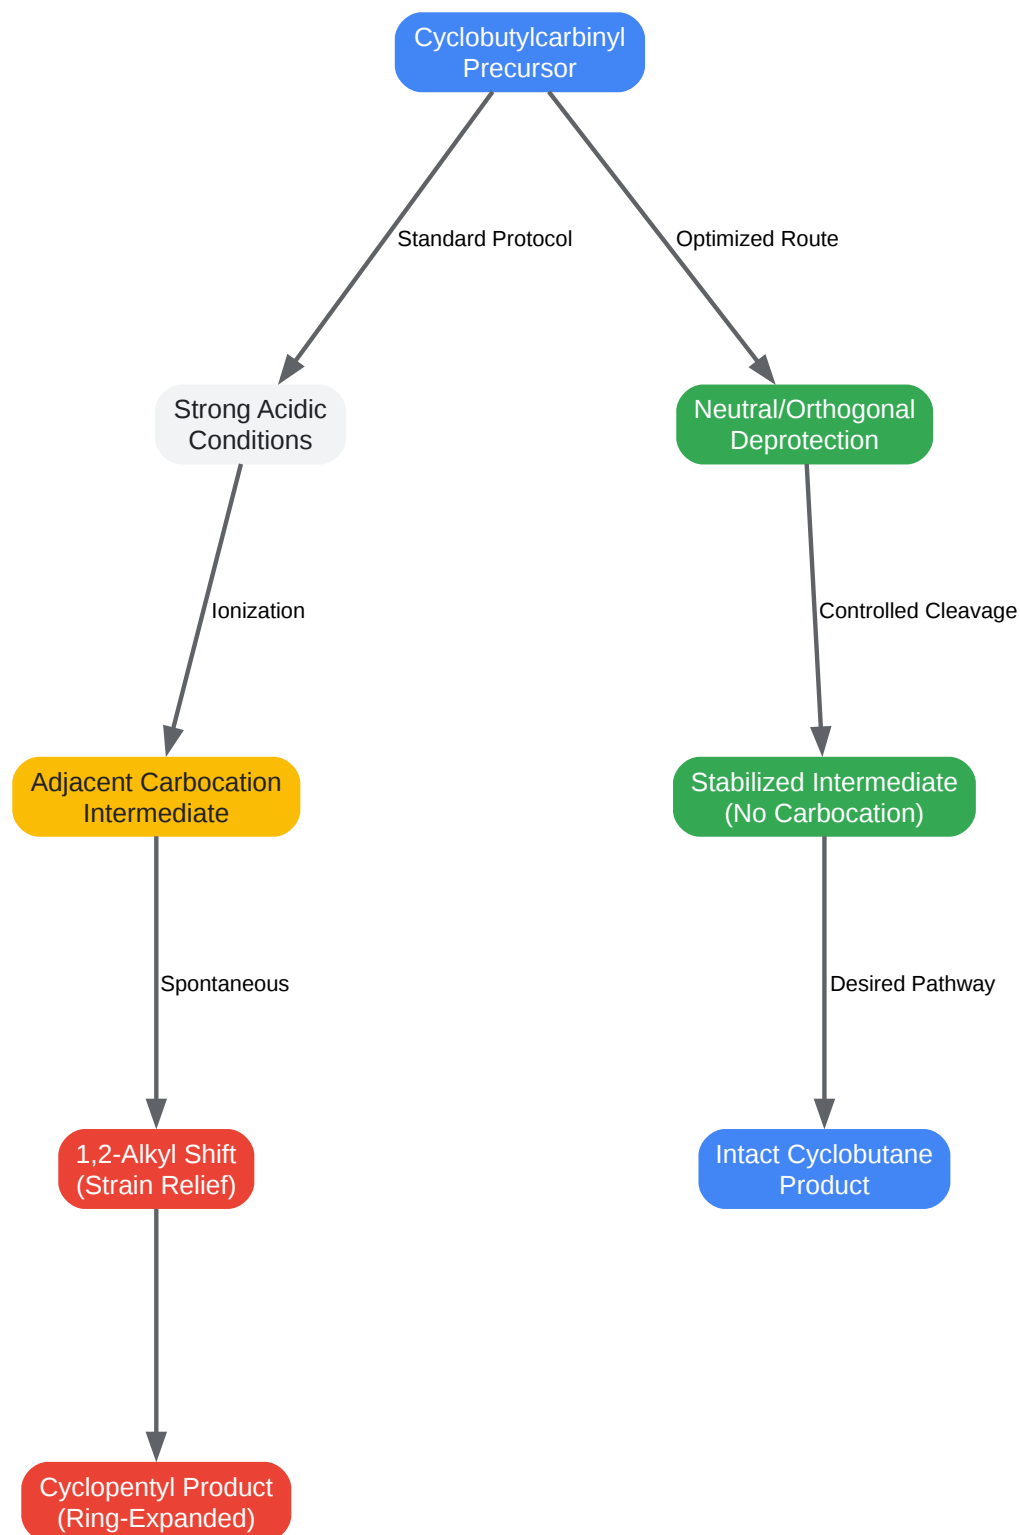 Cyclobutylcarbinyl
Precursor
Standard Protocol
Optimized Route
Strong Acidic
Conditions
Neutral/Orthogonal
Deprotection
Ionization
Controlled Cleavage
Adjacent Carbocation
Intermediate
Stabilized Intermediate
(No Carbocation)
Spontaneous
Desired Pathway
1,2-Alkyl Shift
(Strain Relief)
Intact Cyclobutane
Product
Cyclopentyl Product
(Ring-Expanded)